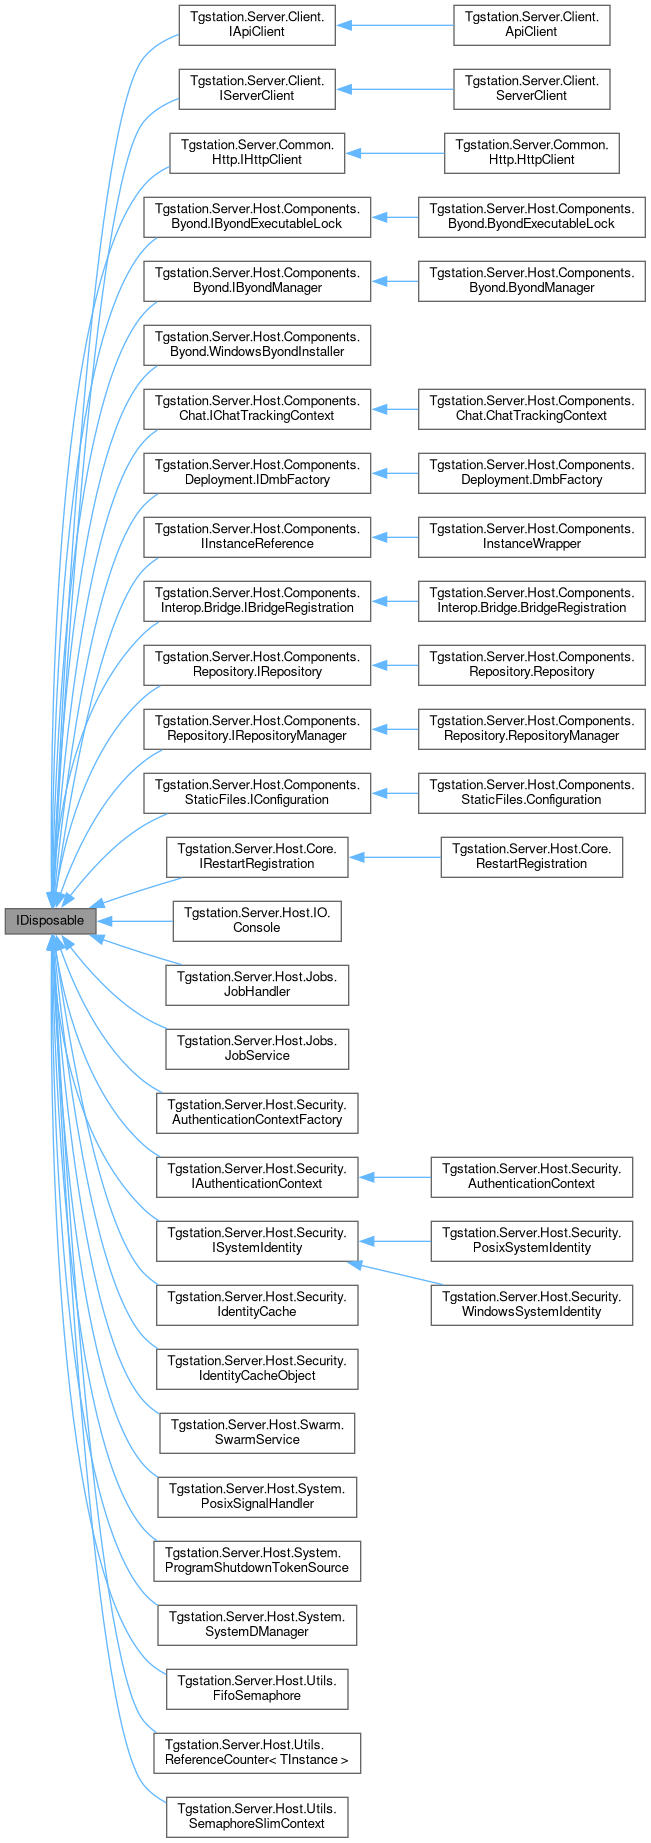 Tgstation.Server.Client.
IApiClient
Tgstation.Server.Client.
ApiClient
Tgstation.Server.Client.
IServerClient
Tgstation.Server.Client.
ServerClient
Tgstation.Server.Common.
Http.IHttpClient
Tgstation.Server.Common.
Http.HttpClient
Tgstation.Server.Host.Components.
Byond.IByondExecutableLock
Tgstation.Server.Host.Components.
Byond.ByondExecutableLock
Tgstation.Server.Host.Components.
Byond.IByondManager
Tgstation.Server.Host.Components.
Byond.ByondManager
Tgstation.Server.Host.Components.
Byond.WindowsByondInstaller
Tgstation.Server.Host.Components.
Chat.IChatTrackingContext
Tgstation.Server.Host.Components.
Chat.ChatTrackingContext
Tgstation.Server.Host.Components.
Deployment.IDmbFactory
Tgstation.Server.Host.Components.
Deployment.DmbFactory
Tgstation.Server.Host.Components.
IInstanceReference
Tgstation.Server.Host.Components.
InstanceWrapper
Tgstation.Server.Host.Components.
Interop.Bridge.IBridgeRegistration
Tgstation.Server.Host.Components.
Interop.Bridge.BridgeRegistration
Tgstation.Server.Host.Components.
Repository.IRepository
Tgstation.Server.Host.Components.
Repository.Repository
Tgstation.Server.Host.Components.
Repository.IRepositoryManager
Tgstation.Server.Host.Components.
Repository.RepositoryManager
Tgstation.Server.Host.Components.
StaticFiles.IConfiguration
Tgstation.Server.Host.Components.
StaticFiles.Configuration
Tgstation.Server.Host.Core.
IRestartRegistration
Tgstation.Server.Host.Core.
RestartRegistration
IDisposable
Tgstation.Server.Host.IO.
Console
Tgstation.Server.Host.Jobs.
JobHandler
Tgstation.Server.Host.Jobs.
JobService
Tgstation.Server.Host.Security.
AuthenticationContextFactory
Tgstation.Server.Host.Security.
IAuthenticationContext
Tgstation.Server.Host.Security.
AuthenticationContext
Tgstation.Server.Host.Security.
ISystemIdentity
Tgstation.Server.Host.Security.
PosixSystemIdentity
Tgstation.Server.Host.Security.
IdentityCache
Tgstation.Server.Host.Security.
WindowsSystemIdentity
Tgstation.Server.Host.Security.
IdentityCacheObject
Tgstation.Server.Host.Swarm.
SwarmService
Tgstation.Server.Host.System.
PosixSignalHandler
Tgstation.Server.Host.System.
ProgramShutdownTokenSource
Tgstation.Server.Host.System.
SystemDManager
Tgstation.Server.Host.Utils.
FifoSemaphore
Tgstation.Server.Host.Utils.
ReferenceCounter< TInstance >
Tgstation.Server.Host.Utils.
SemaphoreSlimContext